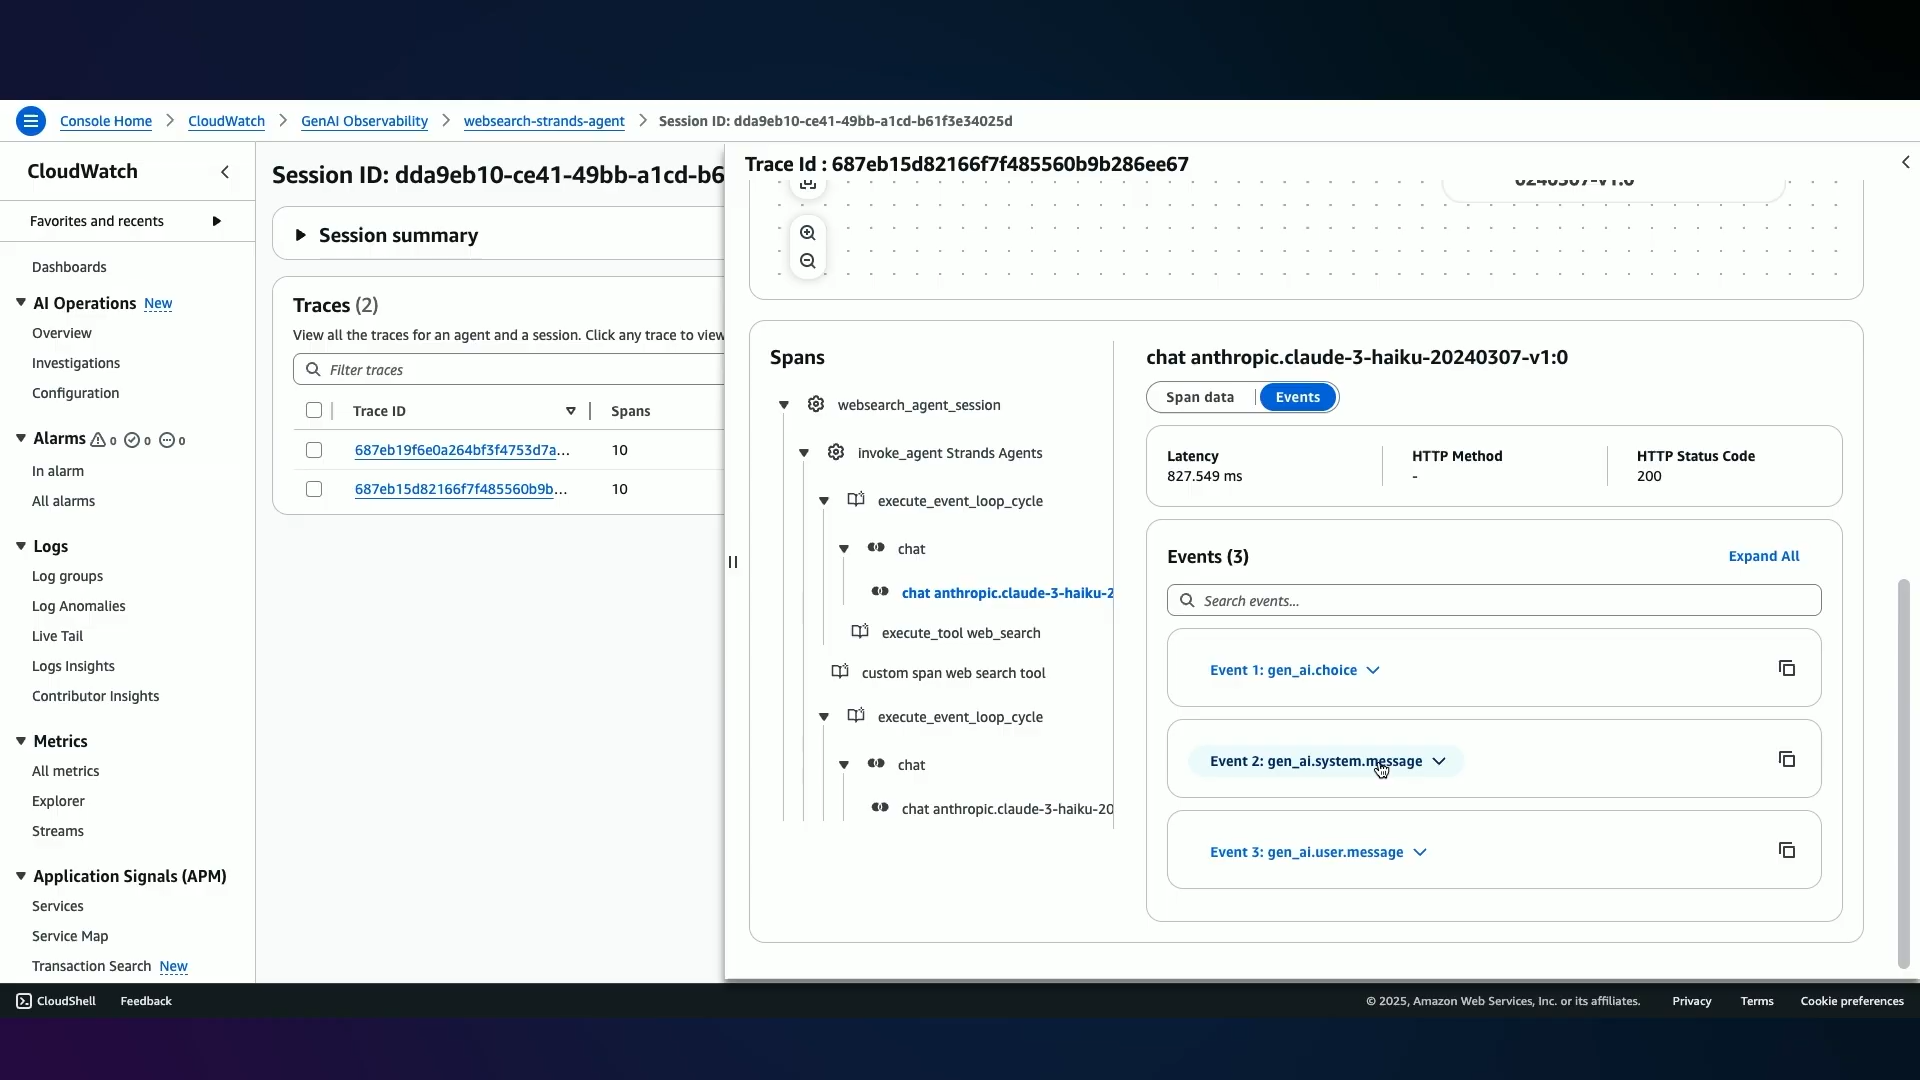 Console Home > CloudWatch > GenAI Observability > websearch-strands-agent > Session ID: dda9eb10-ce41-49bb-a1cd-b61f3e34025d
CloudWatch
Favorites and recents
Dashboards
AI Operations New
Overview
Investigations
Configuration
Alarms 0 0 0
In alarm
All alarms
Logs
Log groups
Log Anomalies
Live Tail
Logs Insights
Contributor Insights
Metrics
All metrics
Explorer
Streams
Application Signals (APM)
Services
Service Map
Transaction Search New
Session ID: dda9eb10-ce41-49bb-a1cd-b6
Session summary
Traces (2)
View all the traces for an agent and a session. Click any trace to view
Filter traces
Trace ID Spans
687eb19f6e0a264bf3f4753d7a... 10
687eb15d82166f7f485560b9b... 10
Trace Id : 687eb15d82166f7f485560b9b286ee67
Spans
websearch_agent_session
invoke_agent Strands Agents
execute_event_loop_cycle
chat
chat anthropic.claude-3-haiku-2
execute_tool web_search
custom span web search tool
execute_event_loop_cycle
chat
chat anthropic.claude-3-haiku-20
chat anthropic.claude-3-haiku-20240307-v1:0
Span data Events
Latency HTTP Method HTTP Status Code
827.549 ms - 200
Events (3) Expand All
Search events...
Event 1: gen_ai.choice
Event 2: gen_ai.system.message
Event 3: gen_ai.user.message
CloudShell Feedback © 2025, Amazon Web Services, Inc. or its affiliates. Privacy Terms Cookie preferences